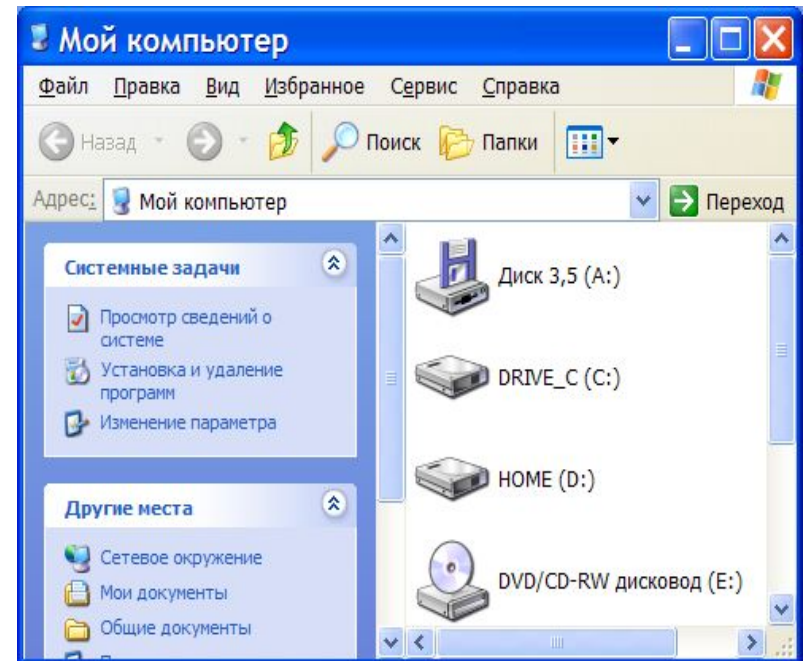 Мой компьютер
Файл Правка Вид Избранное Сервис Справка
Назад Поиск Папки
Адрес: Мой компьютер Переход
Системные задачи
Просмотр сведений о
системе
Установка и удаление
программ
Изменение параметра
Другие места
Сетевое окружение
Мои документы
Общие документы
Диск 3,5 (A:)
DRIVE_C (C:)
HOME (D:)
DVD/CD-RW дисковод (E:)